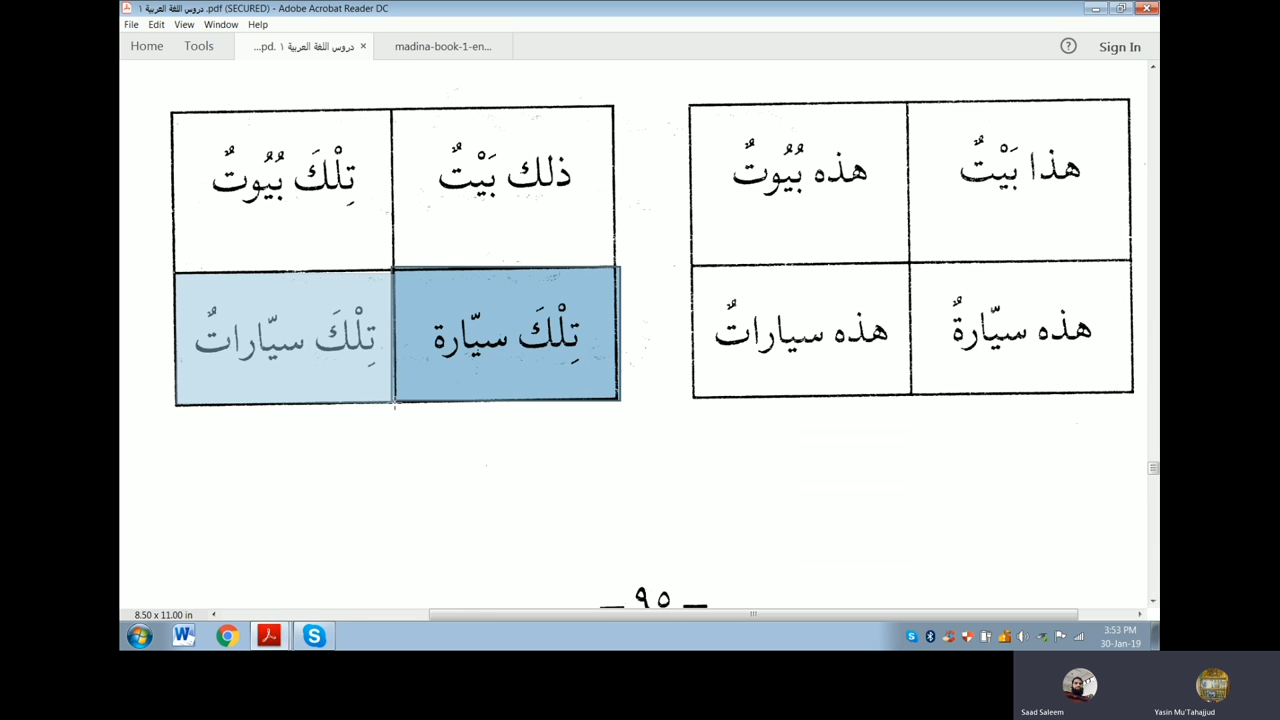 دروس اللغة العربية ١ .pdf (SECURED) - Adobe Acrobat Reader DC
File Edit View Window Help
Home Tools دروس اللغة العربية ١ .pd... × madina-book-1-en... Sign In
هذا بَيْتٌ هذه بُيُوتٌ
هذه سيّارةٌ هذه سياراتٌ
ذلك بَيْتٌ تِلْكَ بُيُوتٌ
تِلْكَ سيّارة تِلْكَ سيّاراتٌ
— ٩٥ —
8.50 x 11.00 in
3:53 PM
30-Jan-19
Saad Saleem
Yasin Mu'Tahajjud